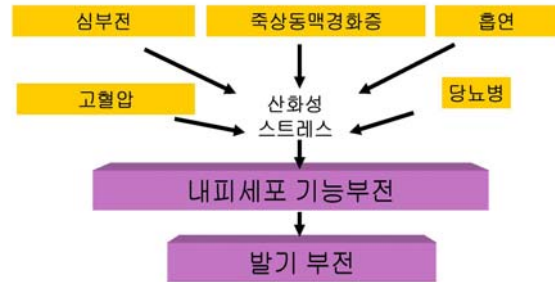 심부전
죽상동맥경화증
흡연
고혈압
산화성
스트레스
당뇨병
내피세포 기능부전
발기 부전